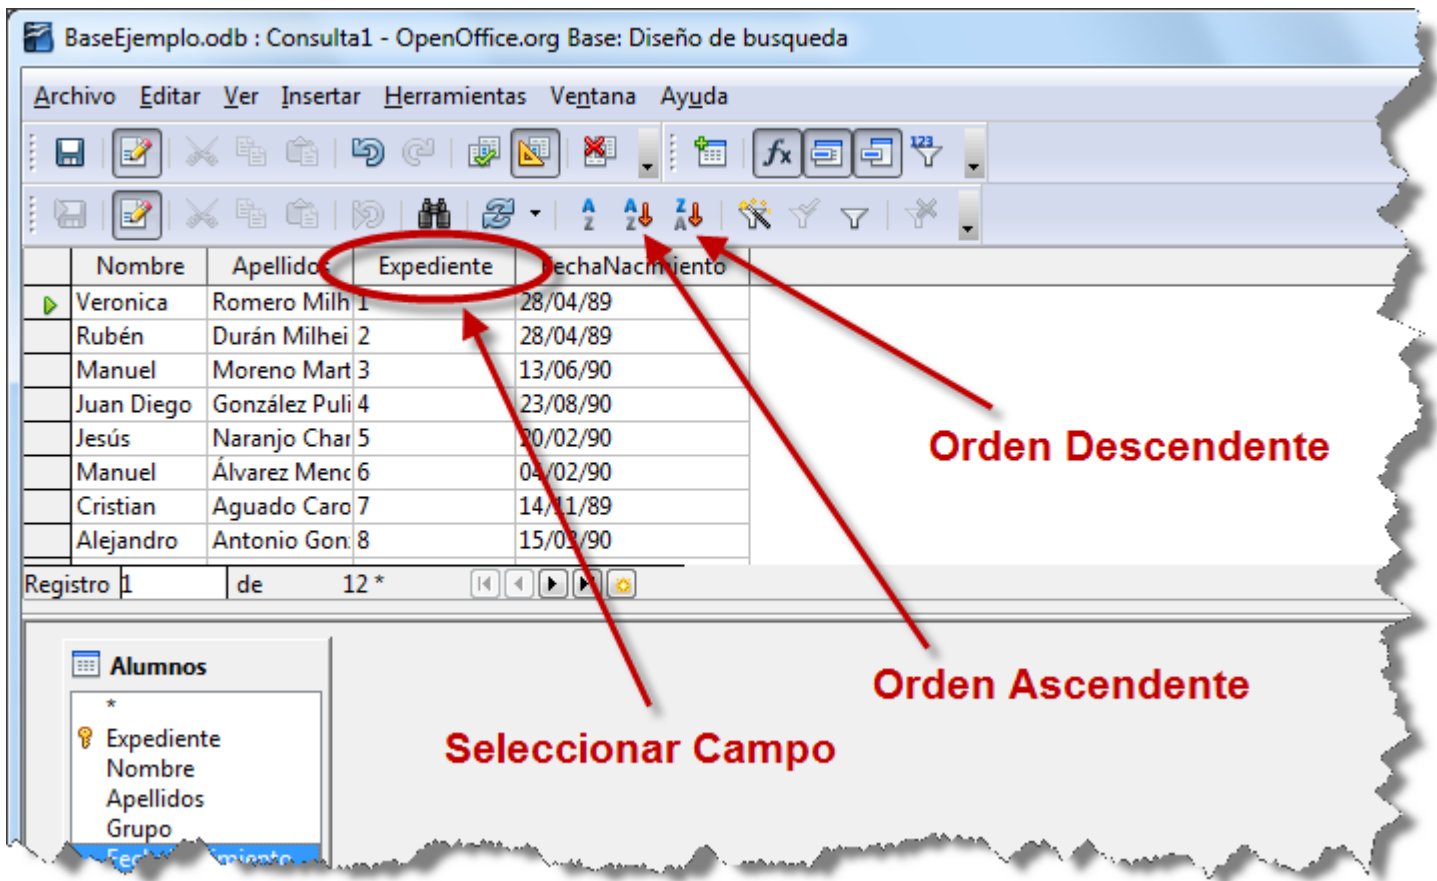 BaseEjemplo.odb : Consulta1 - OpenOffice.org Base: Diseño de busqueda
Archivo Editar Ver Insertar Herramientas Ventana Ayuda
Nombre Apellidos Expediente FechaNacimiento
Veronica Romero Milh 1 28/04/89
Rubén Durán Milhei 2 28/04/89
Manuel Moreno Mart 3 13/06/90
Juan Diego González Puli 4 23/08/90
Jesús Naranjo Char 5 20/02/90
Manuel Álvarez Menc 6 04/02/90
Cristian Aguado Caro 7 14/11/89
Alejandro Antonio Gon: 8 15/03/90
Registro 1 de 12 *
Orden Descendente
Orden Ascendente
Seleccionar Campo
Alumnos
*
Expediente
Nombre
Apellidos
Grupo